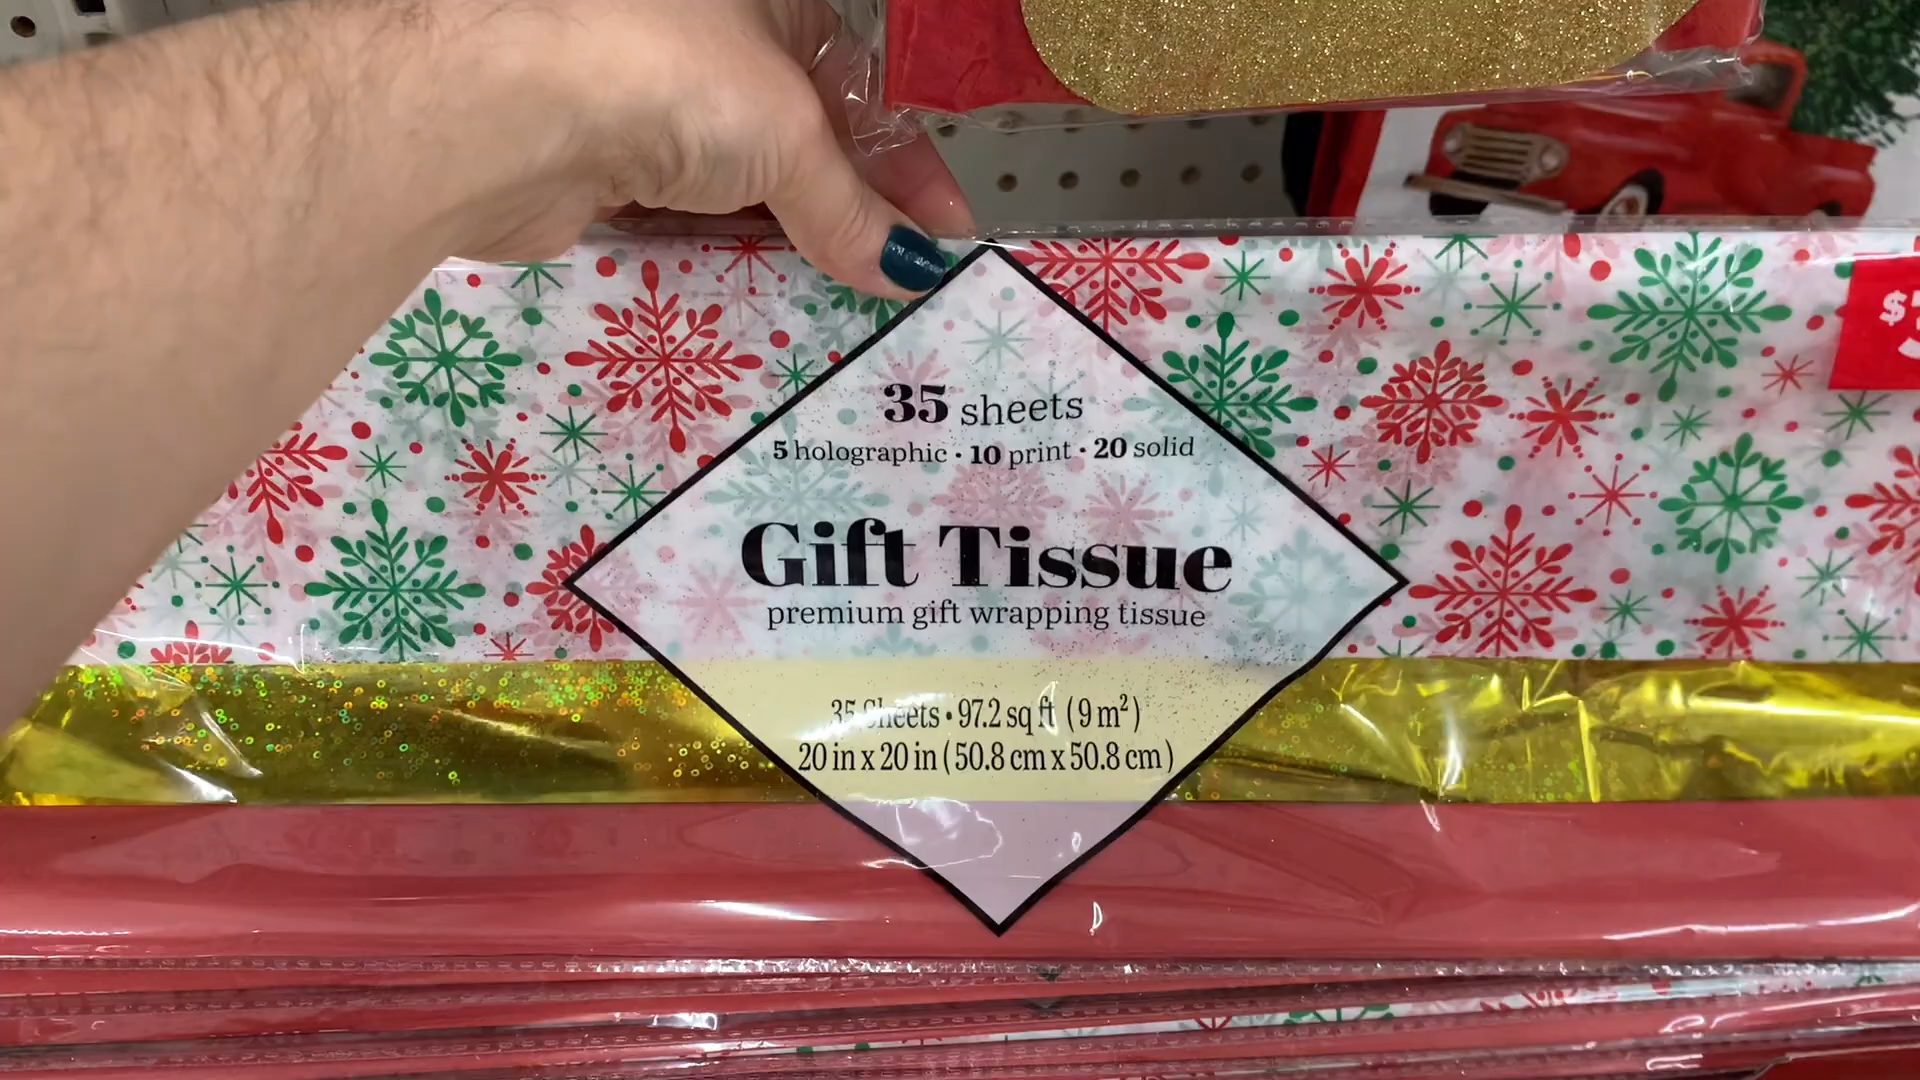 35 sheets
5 holographic · 10 print · 20 solid
Gift Tissue
premium gift wrapping tissue
35 Sheets • 97.2 sq ft (9 m²)
20 in x 20 in (50.8 cm x 50.8 cm)
$